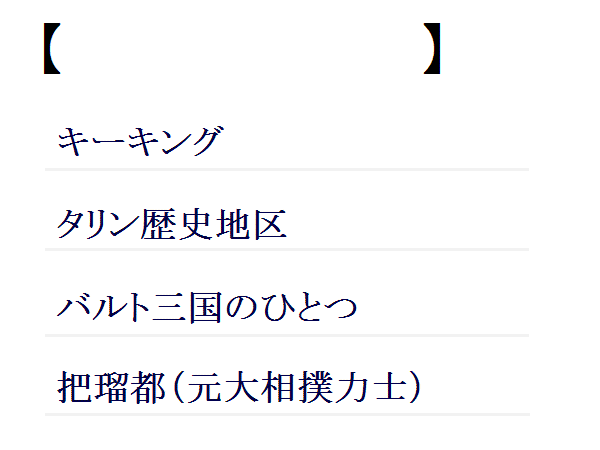 【　　　　　　　　　】
キーキング
タリン歴史地区
バルト三国のひとつ
把瑠都（元大相撲力士）